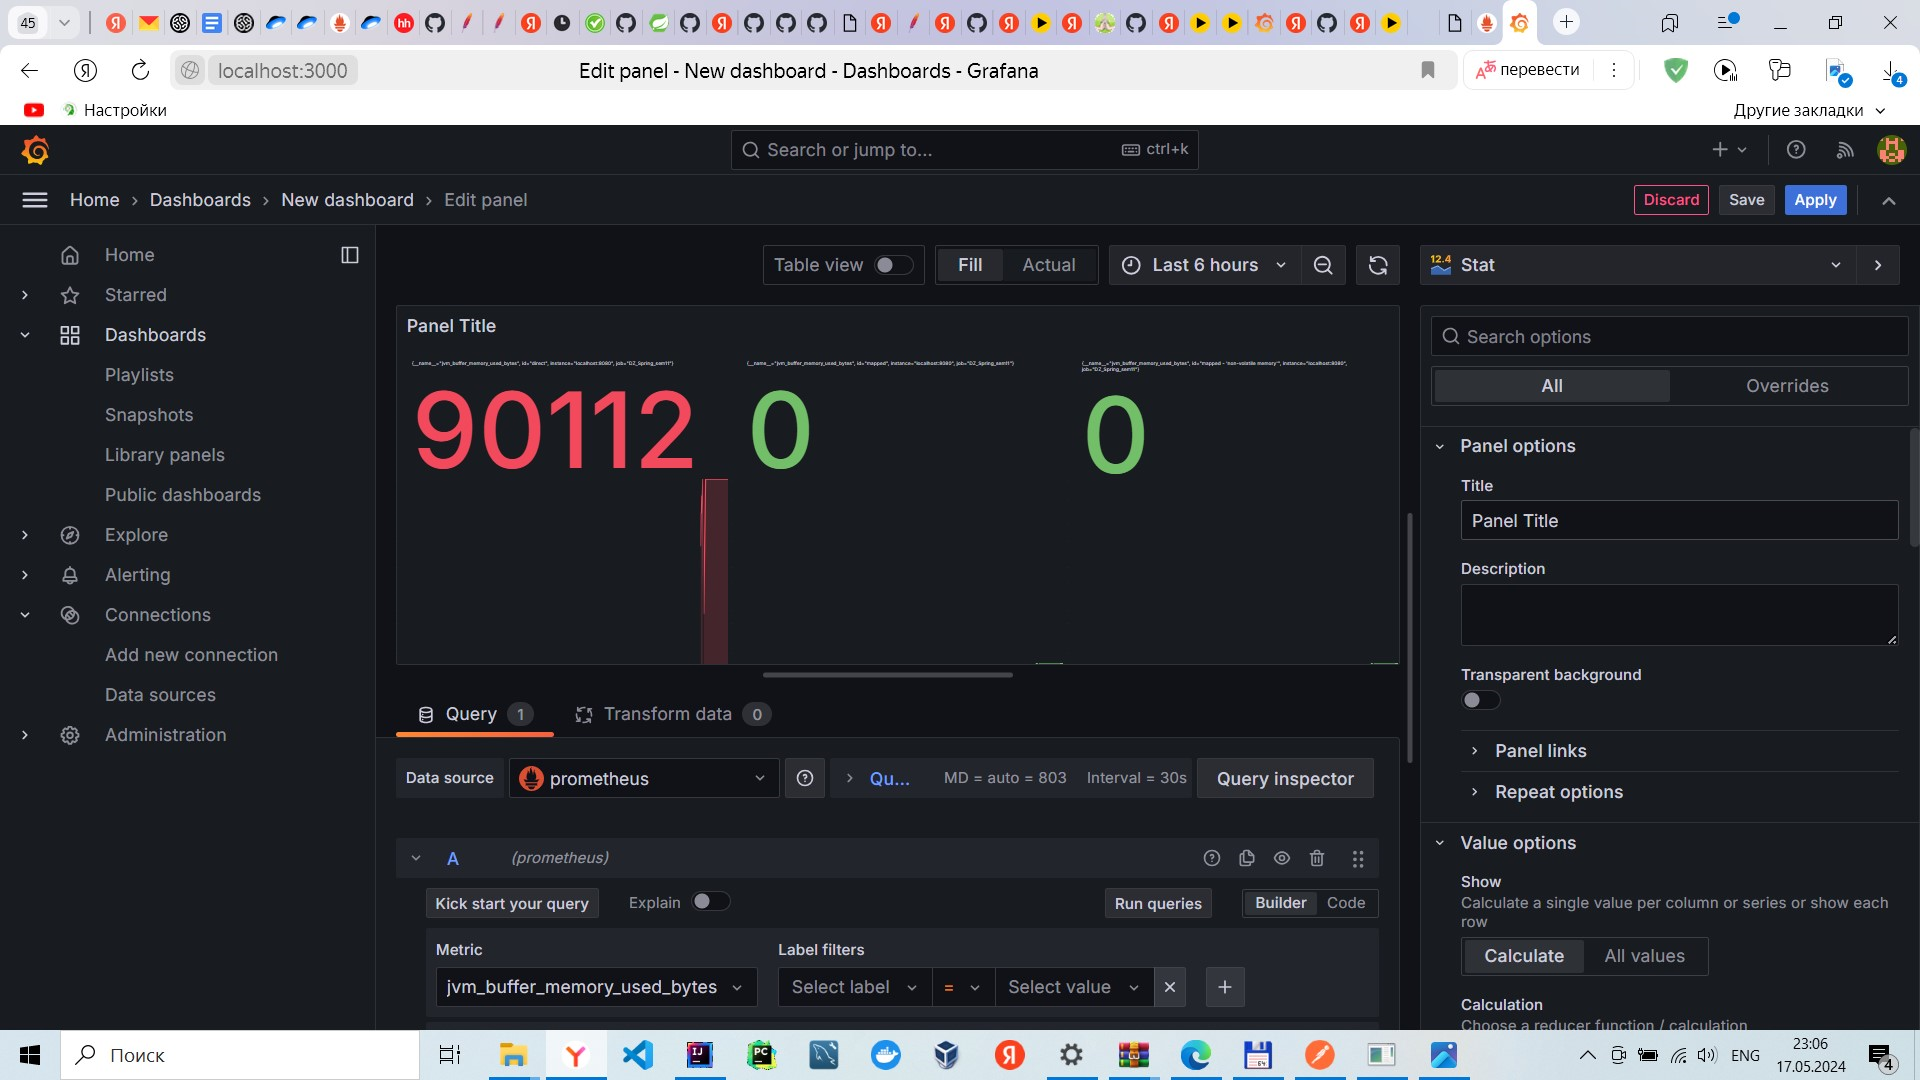 45
localhost:3000
Edit panel - New dashboard - Dashboards - Grafana
перевести
4
Настройки
Другие закладки
Search or jump to...
ctrl+k
Home
Dashboards
New dashboard
Edit panel
Discard
Save
Apply
Home
Starred
Dashboards
Playlists
Snapshots
Library panels
Public dashboards
Explore
Alerting
Connections
Add new connection
Data sources
Administration
Table view
Fill
Actual
Last 6 hours
12.4
Stat
Panel Title
{__name__="jvm_buffer_memory_used_bytes", id="direct", instance="localhost:8080", job="DZ_Spring_sem11"}
90112
{__name__="jvm_buffer_memory_used_bytes", id="mapped", instance="localhost:8080", job="DZ_Spring_sem11"}
0
{__name__="jvm_buffer_memory_used_bytes", id="mapped - 'non-volatile memory'", instance="localhost:8080",
job="DZ_Spring_sem11"}
0
Query 1
Transform data 0
Data source
prometheus
Qu...
MD = auto = 803
Interval = 30s
Query inspector
A
(prometheus)
Kick start your query
Explain
Run queries
Builder
Code
Metric
Label filters
jvm_buffer_memory_used_bytes
Select label
=
Select value
Search options
All
Overrides
Panel options
Title
Panel Title
Description
Transparent background
Panel links
Repeat options
Value options
Show
Calculate a single value per column or series or show each
row
Calculate
All values
Calculation
Choose a reducer function / calculation
Поиск
ENG
23:06
17.05.2024
4